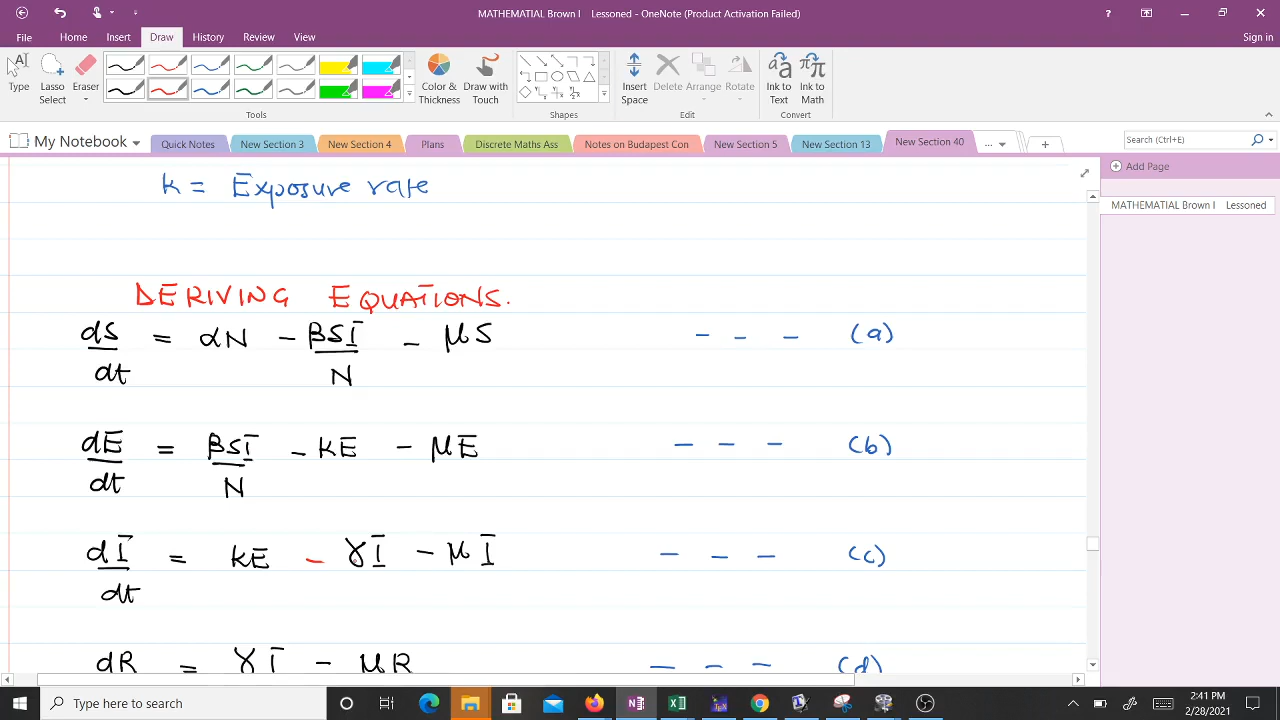 MATHEMATIAL Brown I Lessoned - OneNote (Product Activation Failed)
File Home Insert Draw History Review View Sign in
Type Lasso Select Eraser Color & Thickness Draw with Touch Insert Space Delete Arrange Rotate Ink to Text Ink to Math
Tools Shapes Edit Convert
My Notebook Quick Notes New Section 3 New Section 4 Plans Discrete Maths Ass Notes on Budapest Con New Section 5 New Section 13 New Section 40 ... Search (Ctrl+E)
Add Page
MATHEMATIAL Brown I Lessoned
k = Exposure rate
DERIVING EQUATIONS.
dS/dt = αN - βSI/N - μS - - - (a)
dE/dt = βSI/N - kE - μE - - - (b)
dI/dt = kE - γI - μI - - - (c)
dR = γI - μR - - - (d)
Type here to search
2:41 PM
2/28/2021